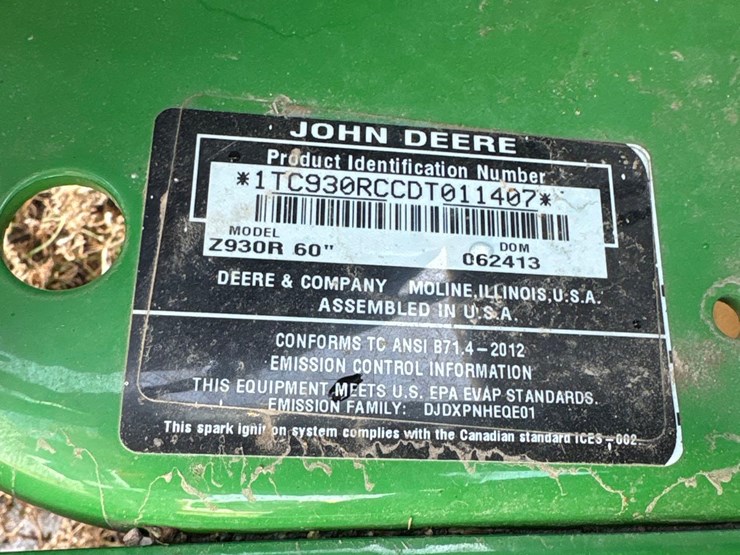 JOHN DEERE
Product Identification Number
*1TC930RCCDT011407*
MODEL DOM
Z930R 60" 062413
DEERE & COMPANY MOLINE,ILLINOIS,U.S.A.
ASSEMBLED IN U.S.A.
CONFORMS TO ANSI B71.4-2012
EMISSION CONTROL INFORMATION
THIS EQUIPMENT MEETS U.S. EPA EVAP STANDARDS.
EMISSION FAMILY: DJDXPNHEQE01
This spark ignition system complies with the Canadian standard ICES-002